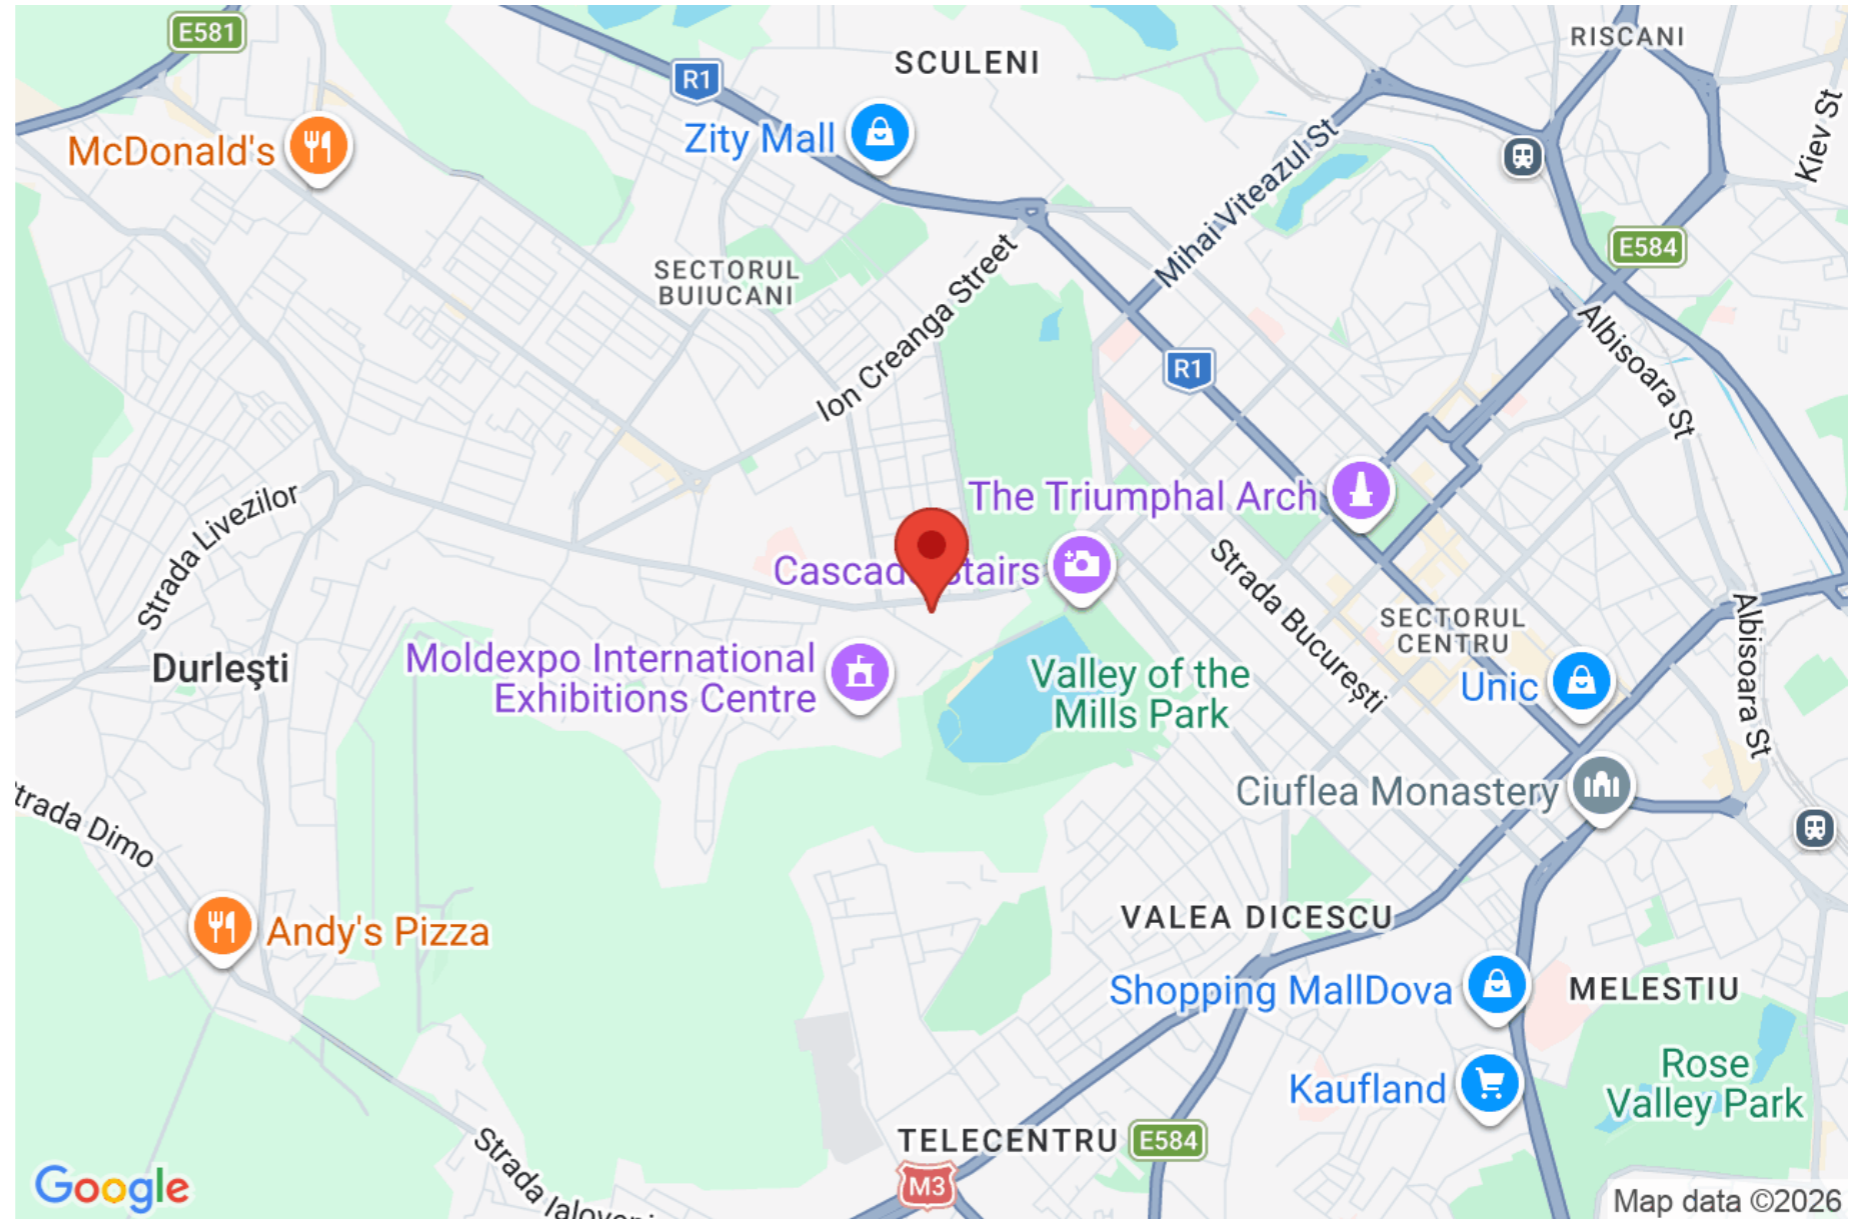 E581
R1
SCULENI
RISCANI
Kiev St
McDonald's
Zity Mall
Mihai Viteazul St
E584
SECTORUL
BUIUCANI
Ion Creanga Street
Albisoara St
R1
Strada Livezilor
The Triumphal Arch
Strada București
Durlești
Moldexpo International
Exhibitions Centre
Valley of the
Mills Park
SECTORUL
CENTRU
Albisoara St
Unic
Ciuflea Monastery
trada Dimo
Andy's Pizza
VALEA DICESCU
Shopping MallDova
MELESTIU
Kaufland
Rose
Valley Park
TELECENTRU
E584
M3
Google
Map data ©2026